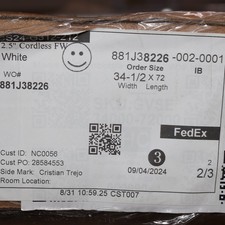 2.5" Cordless FW
White
881J38226 -002-0001
Order Size
IB
34-1/2 X 72
Width Length
WO#
881J38226
FedEx
Cust ID: NC0056
Cust PO: 28584553
Side Mark: Cristian Trejo
Room Location:
3
09/04/2024
2
2/3
8/31 10:59.25 CST007